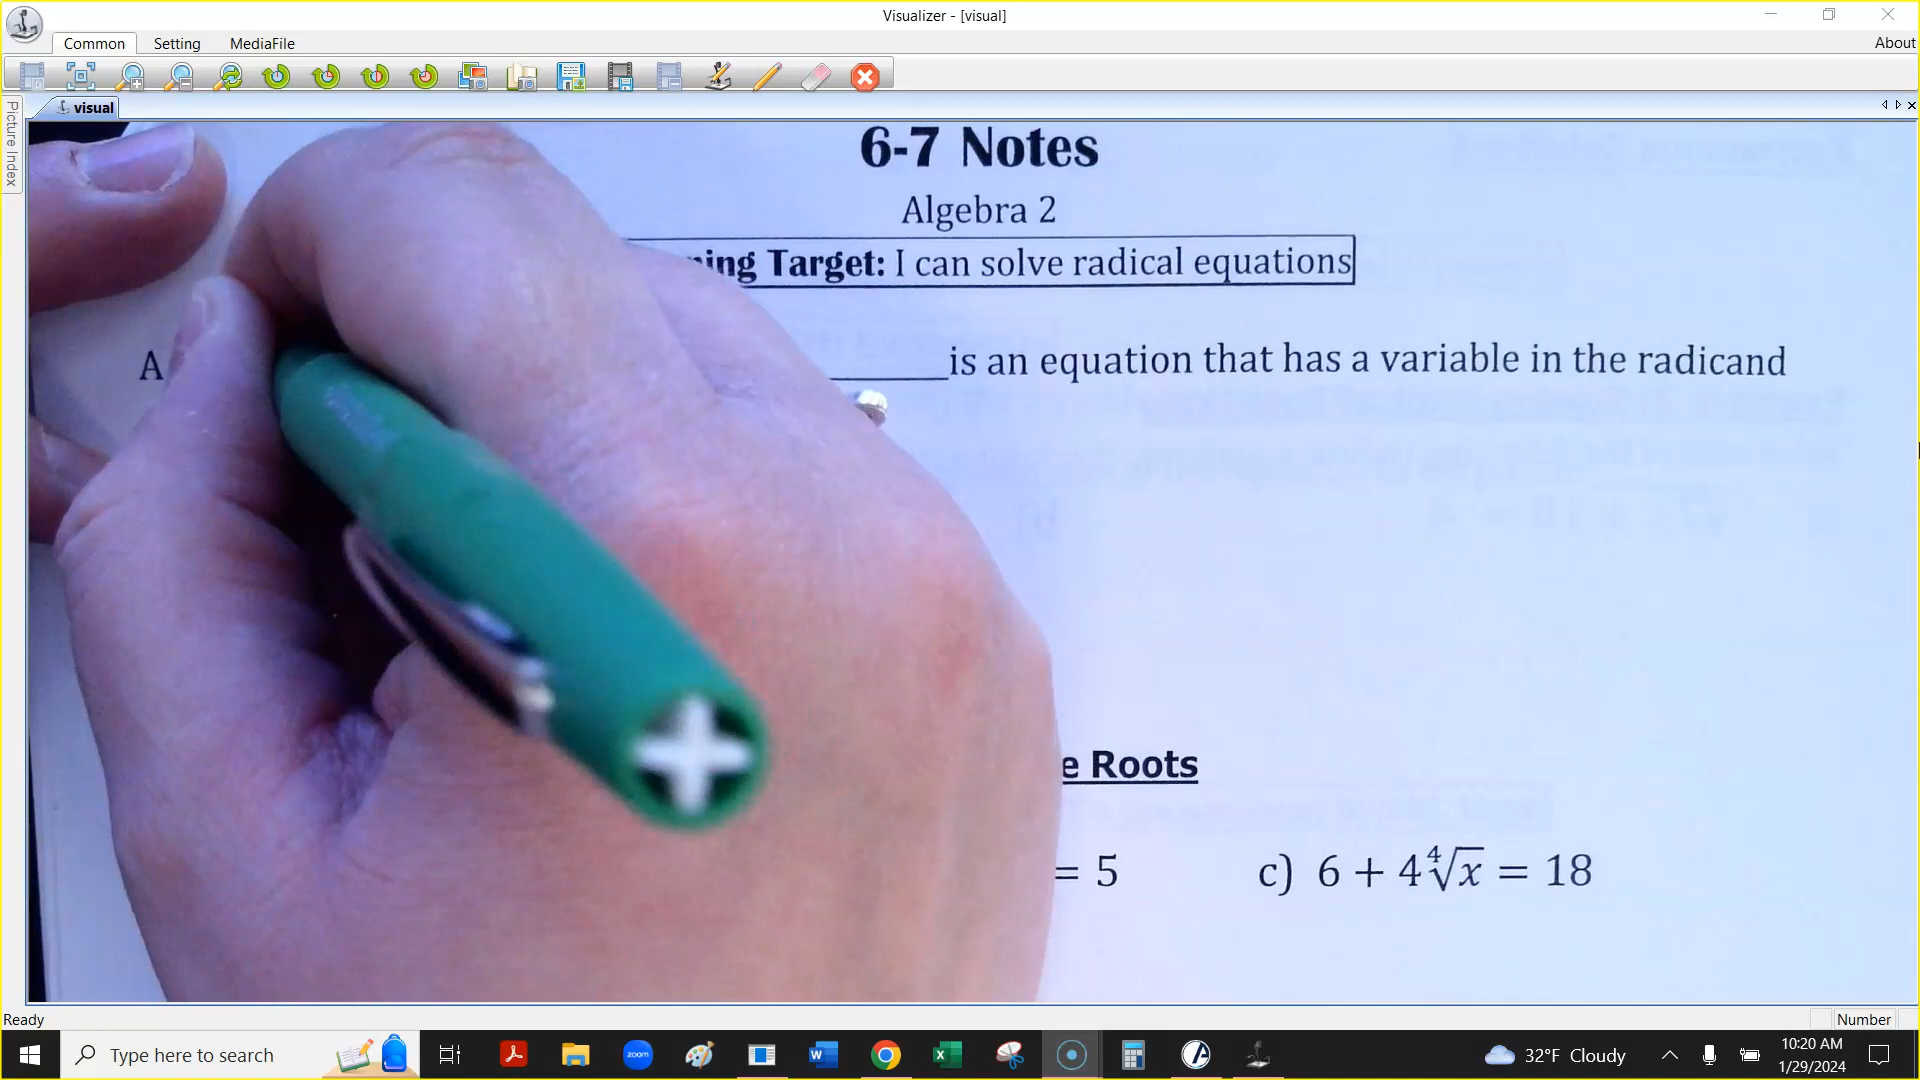 Visualizer - [visual]
Common Setting MediaFile About
visual
Picture Index
6-7 Notes
Algebra 2
ning Target: I can solve radical equations
A is an equation that has a variable in the radicand
e Roots
= 5 c) 6 + 4∜x = 18
Ready Number
Type here to search
zoom
32°F Cloudy
10:20 AM
1/29/2024